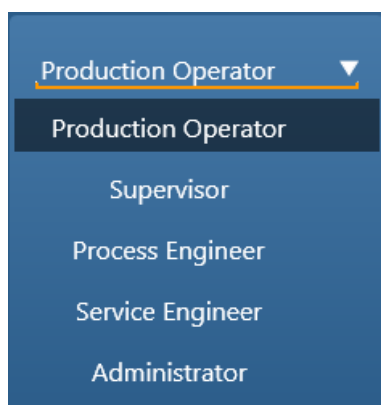 Production Operator
Production Operator
Supervisor
Process Engineer
Service Engineer
Administrator